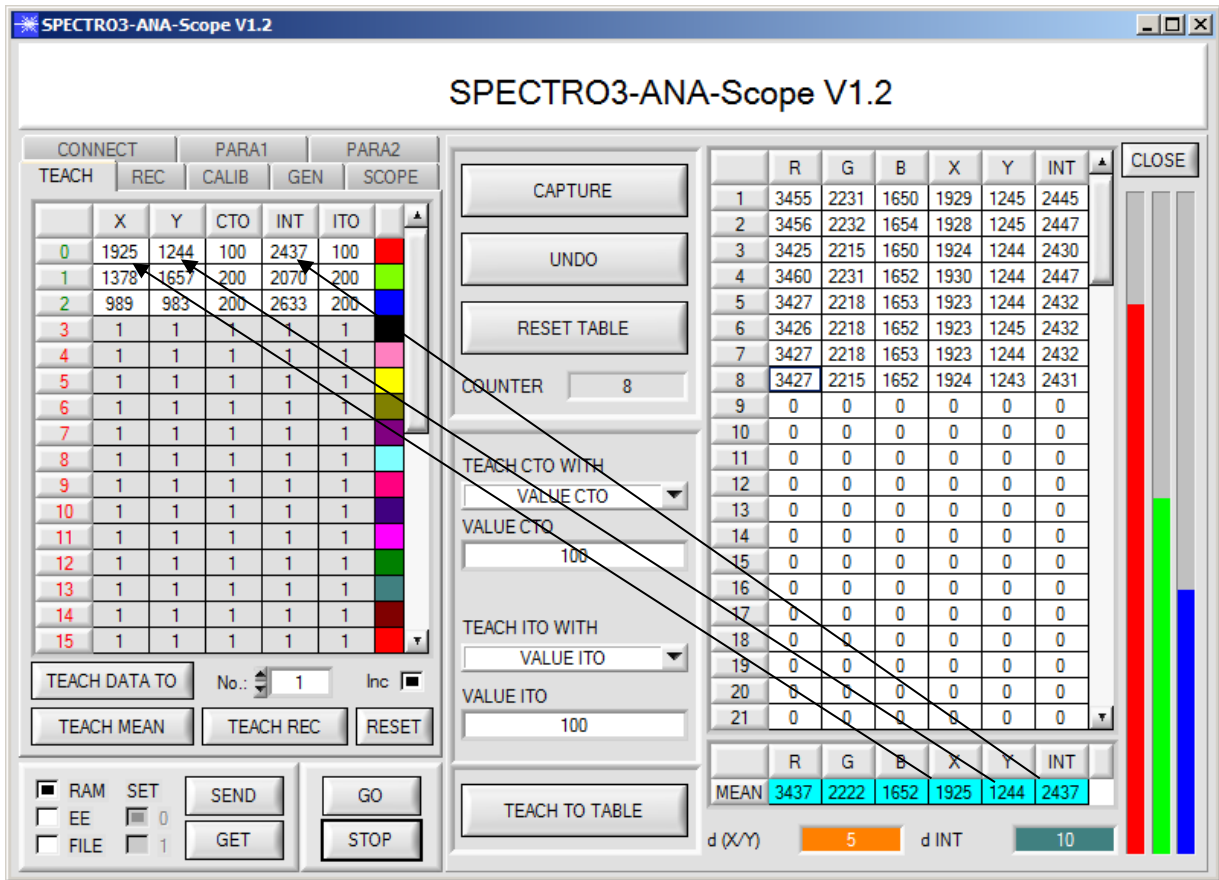 SPECTRO3-ANA-Scope V1.2
SPECTRO3-ANA-Scope V1.2
CONNECT PARA1 PARA2
TEACH REC CALIB GEN SCOPE
X Y CTO INT ITO
0 1925 1244 100 2437 100
1 1378 1657 200 2070 200
2 989 983 200 2633 200
3 1 1 1 1 1
4 1 1 1 1 1
5 1 1 1 1 1
6 1 1 1 1 1
7 1 1 1 1 1
8 1 1 1 1 1
9 1 1 1 1 1
10 1 1 1 1 1
11 1 1 1 1 1
12 1 1 1 1 1
13 1 1 1 1 1
14 1 1 1 1 1
15 1 1 1 1 1
TEACH DATA TO No.: 1 Inc
TEACH MEAN TEACH REC RESET
RAM SET
EE 0
FILE 1
SEND
GET
GO
STOP
CAPTURE
UNDO
RESET TABLE
COUNTER 8
TEACH CTO WITH
VALUE CTO
VALUE CTO
100
TEACH ITO WITH
VALUE ITO
VALUE ITO
100
TEACH TO TABLE
R G B X Y INT
1 3455 2231 1650 1929 1245 2445
2 3456 2232 1654 1928 1245 2447
3 3425 2215 1650 1924 1244 2430
4 3460 2231 1652 1930 1244 2447
5 3427 2218 1653 1923 1244 2432
6 3426 2218 1652 1923 1245 2432
7 3427 2218 1653 1923 1244 2432
8 3427 2215 1652 1924 1243 2431
9 0 0 0 0 0 0
10 0 0 0 0 0 0
11 0 0 0 0 0 0
12 0 0 0 0 0 0
13 0 0 0 0 0 0
14 0 0 0 0 0 0
15 0 0 0 0 0 0
16 0 0 0 0 0 0
17 0 0 0 0 0 0
18 0 0 0 0 0 0
19 0 0 0 0 0 0
20 0 0 0 0 0 0
21 0 0 0 0 0 0
R G B X Y INT
MEAN 3437 2222 1652 1925 1244 2437
d (X/Y) 5 d INT 10
CLOSE